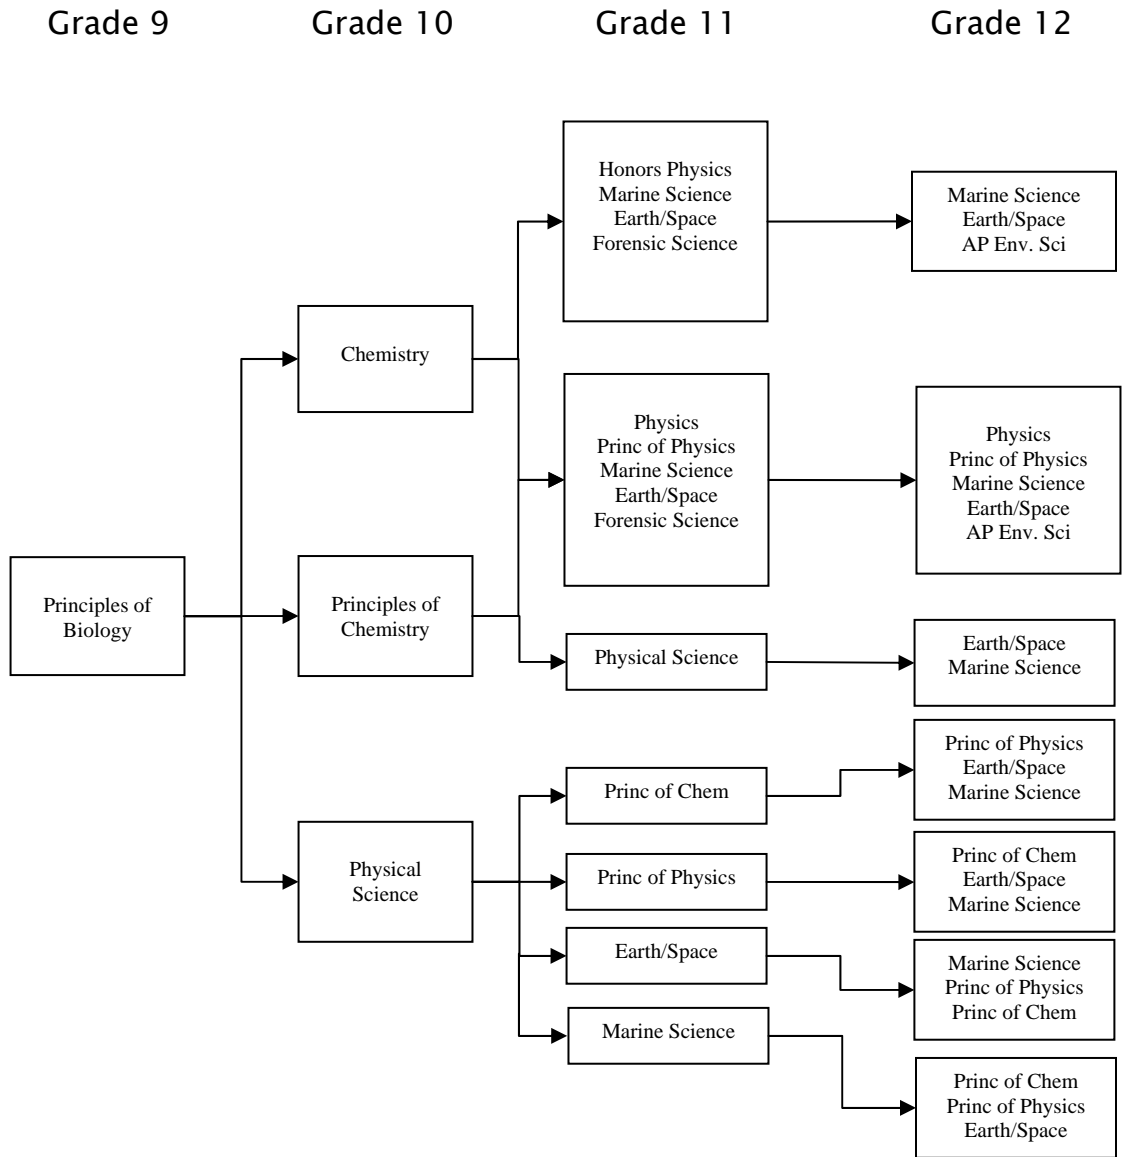 Grade 9
Grade 10
Grade 11
Grade 12
Honors Physics
Marine Science
Earth/Space
Forensic Science
Marine Science
Earth/Space
AP Env. Sci
Chemistry
Physics
Princ of Physics
Marine Science
Earth/Space
Forensic Science
Physics
Princ of Physics
Marine Science
Earth/Space
AP Env. Sci
Principles of
Biology
Principles of
Chemistry
Physical Science
Earth/Space
Marine Science
Physical
Science
Princ of Chem
Princ of Physics
Earth/Space
Marine Science
Princ of Physics
Princ of Chem
Earth/Space
Marine Science
Earth/Space
Marine Science
Princ of Physics
Princ of Chem
Marine Science
Princ of Chem
Princ of Physics
Earth/Space